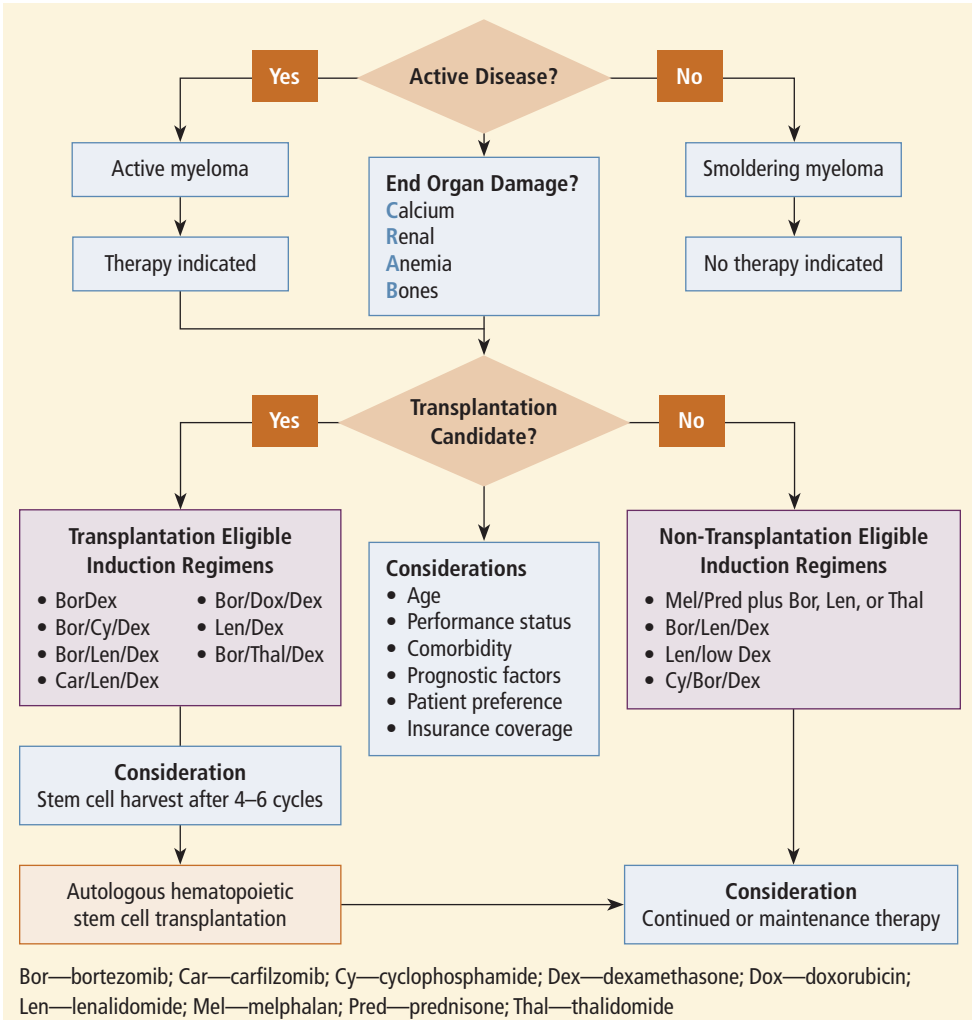 Active Disease?
Yes
No
Active myeloma
Therapy indicated
End Organ Damage?
Calcium
Renal
Anemia
Bones
Smoldering myeloma
No therapy indicated
Transplantation
Candidate?
Yes
No
Transplantation Eligible
Induction Regimens
• BorDex
• Bor/Cy/Dex
• Bor/Len/Dex
• Car/Len/Dex
• Bor/Dox/Dex
• Len/Dex
• Bor/Thal/Dex
Considerations
• Age
• Performance status
• Comorbidity
• Prognostic factors
• Patient preference
• Insurance coverage
Non-Transplantation Eligible
Induction Regimens
• Mel/Pred plus Bor, Len, or Thal
• Bor/Len/Dex
• Len/low Dex
• Cy/Bor/Dex
Consideration
Stem cell harvest after 4–6 cycles
Autologous hematopoietic
stem cell transplantation
Consideration
Continued or maintenance therapy
Bor—bortezomib; Car—carfilzomib; Cy—cyclophosphamide; Dex—dexamethasone; Dox—doxorubicin;
Len—lenalidomide; Mel—melphalan; Pred—prednisone; Thal—thalidomide